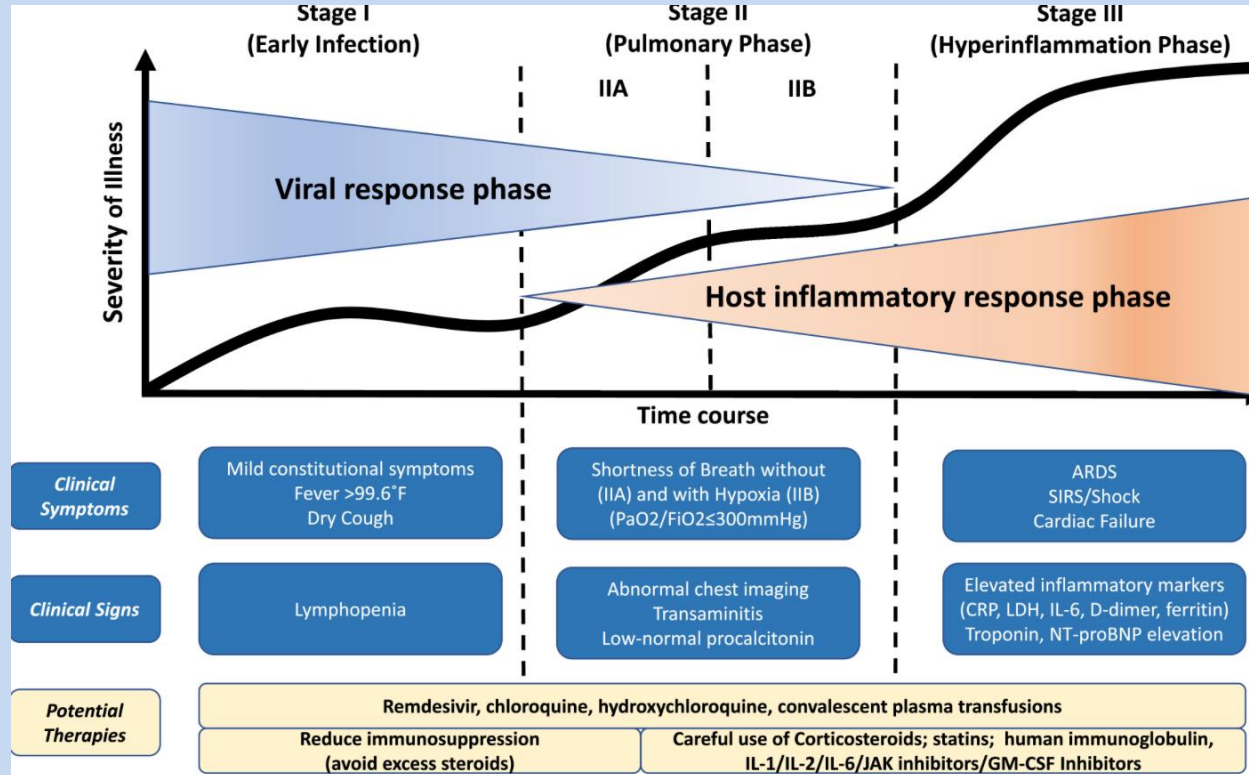 Stage I
(Early Infection)
Stage II
(Pulmonary Phase)
Stage III
(Hyperinflammation Phase)
IIA
IIB
Severity of Illness
Viral response phase
Host inflammatory response phase
Time course
Clinical
Symptoms
Mild constitutional symptoms
Fever >99.6°F
Dry Cough
Shortness of Breath without
(IIA) and with Hypoxia (IIB)
(PaO2/FiO2≤300mmHg)
ARDS
SIRS/Shock
Cardiac Failure
Clinical Signs
Lymphopenia
Abnormal chest imaging
Transaminitis
Low-normal procalcitonin
Elevated inflammatory markers
(CRP, LDH, IL-6, D-dimer, ferritin)
Troponin, NT-proBNP elevation
Potential
Therapies
Remdesivir, chloroquine, hydroxychloroquine, convalescent plasma transfusions
Reduce immunosuppression
(avoid excess steroids)
Careful use of Corticosteroids; statins; human immunoglobulin,
IL-1/IL-2/IL-6/JAK inhibitors/GM-CSF Inhibitors